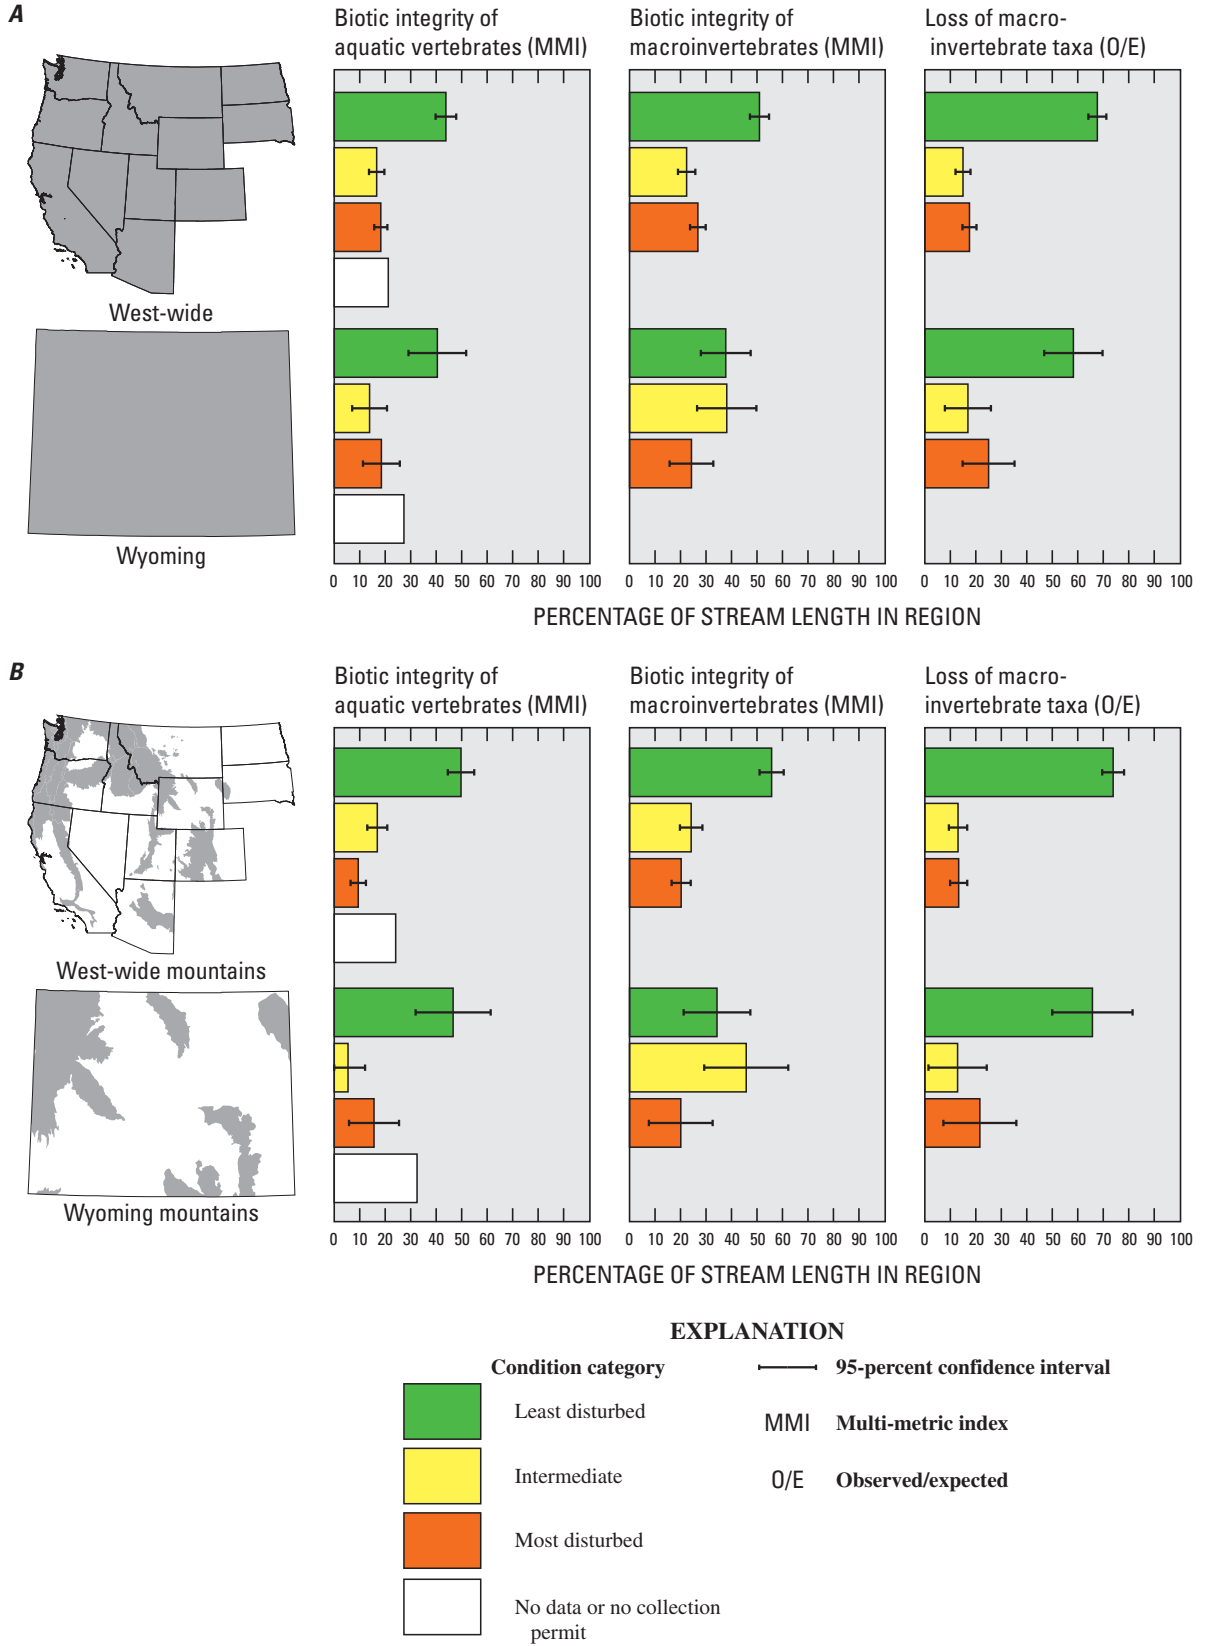 A
Biotic integrity of
aquatic vertebrates (MMI)
Biotic integrity of
macroinvertebrates (MMI)
Loss of macro-
invertebrate taxa (O/E)
West-wide
Wyoming
0 10 20 30 40 50 60 70 80 90 100
0 10 20 30 40 50 60 70 80 90 100
0 10 20 30 40 50 60 70 80 90 100
PERCENTAGE OF STREAM LENGTH IN REGION
B
Biotic integrity of
aquatic vertebrates (MMI)
Biotic integrity of
macroinvertebrates (MMI)
Loss of macro-
invertebrate taxa (O/E)
West-wide mountains
Wyoming mountains
0 10 20 30 40 50 60 70 80 90 100
0 10 20 30 40 50 60 70 80 90 100
0 10 20 30 40 50 60 70 80 90 100
PERCENTAGE OF STREAM LENGTH IN REGION
EXPLANATION
Condition category
Least disturbed
Intermediate
Most disturbed
No data or no collection
permit
95-percent confidence interval
MMI Multi-metric index
O/E Observed/expected